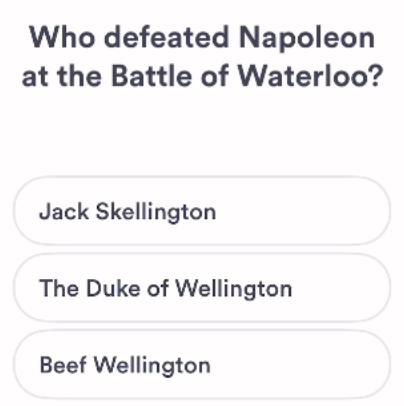 Who defeated Napoleon
at the Battle of Waterloo?
Jack Skellington
The Duke of Wellington
Beef Wellington